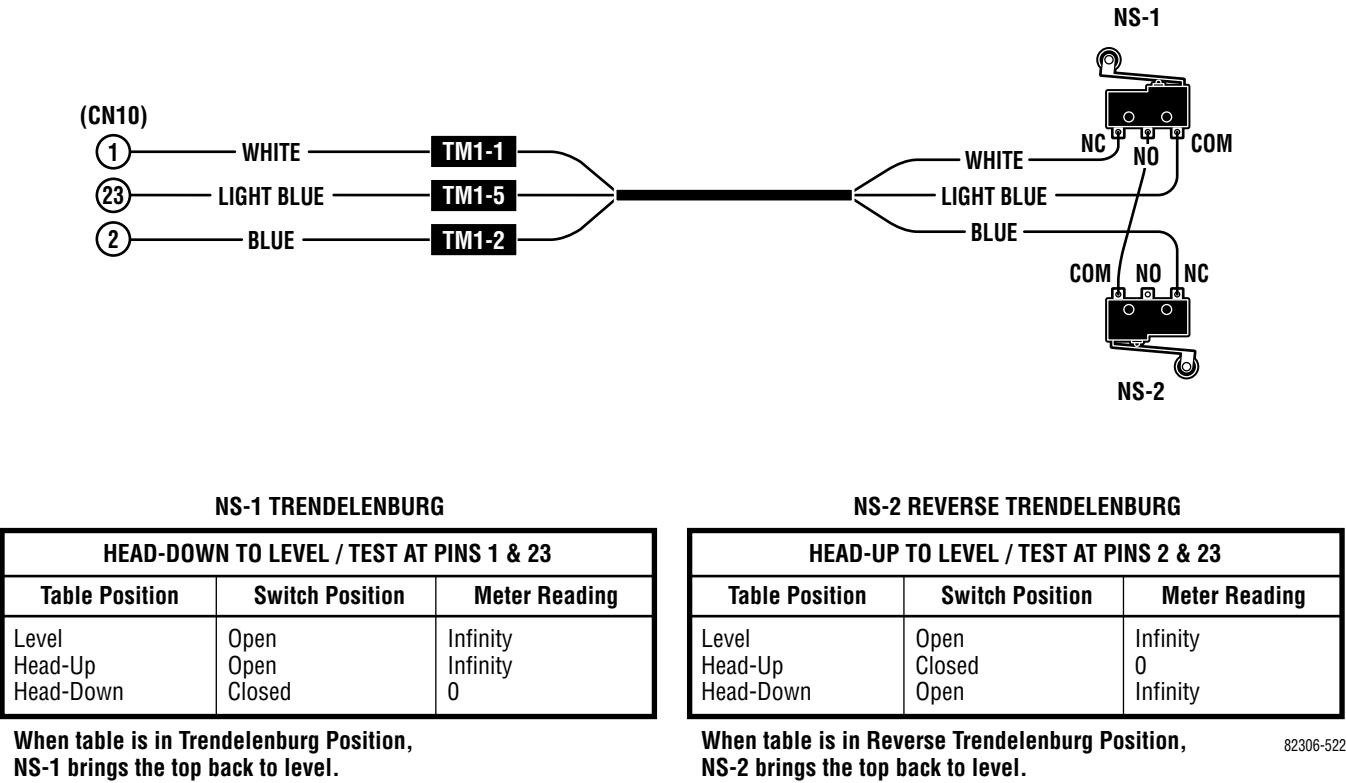 NS-1
(CN10)
1 WHITE TM1-1
23 LIGHT BLUE TM1-5
2 BLUE TM1-2
NC NO COM
WHITE
LIGHT BLUE
BLUE
COM NO NC
NS-2
NS-1 TRENDELENBURG
HEAD-DOWN TO LEVEL / TEST AT PINS 1 & 23
Table Position Switch Position Meter Reading
Level Open Infinity
Head-Up Open Infinity
Head-Down Closed 0
When table is in Trendelenburg Position,
NS-1 brings the top back to level.
NS-2 REVERSE TRENDELENBURG
HEAD-UP TO LEVEL / TEST AT PINS 2 & 23
Table Position Switch Position Meter Reading
Level Open Infinity
Head-Up Closed 0
Head-Down Open Infinity
When table is in Reverse Trendelenburg Position,
NS-2 brings the top back to level.
82306-522